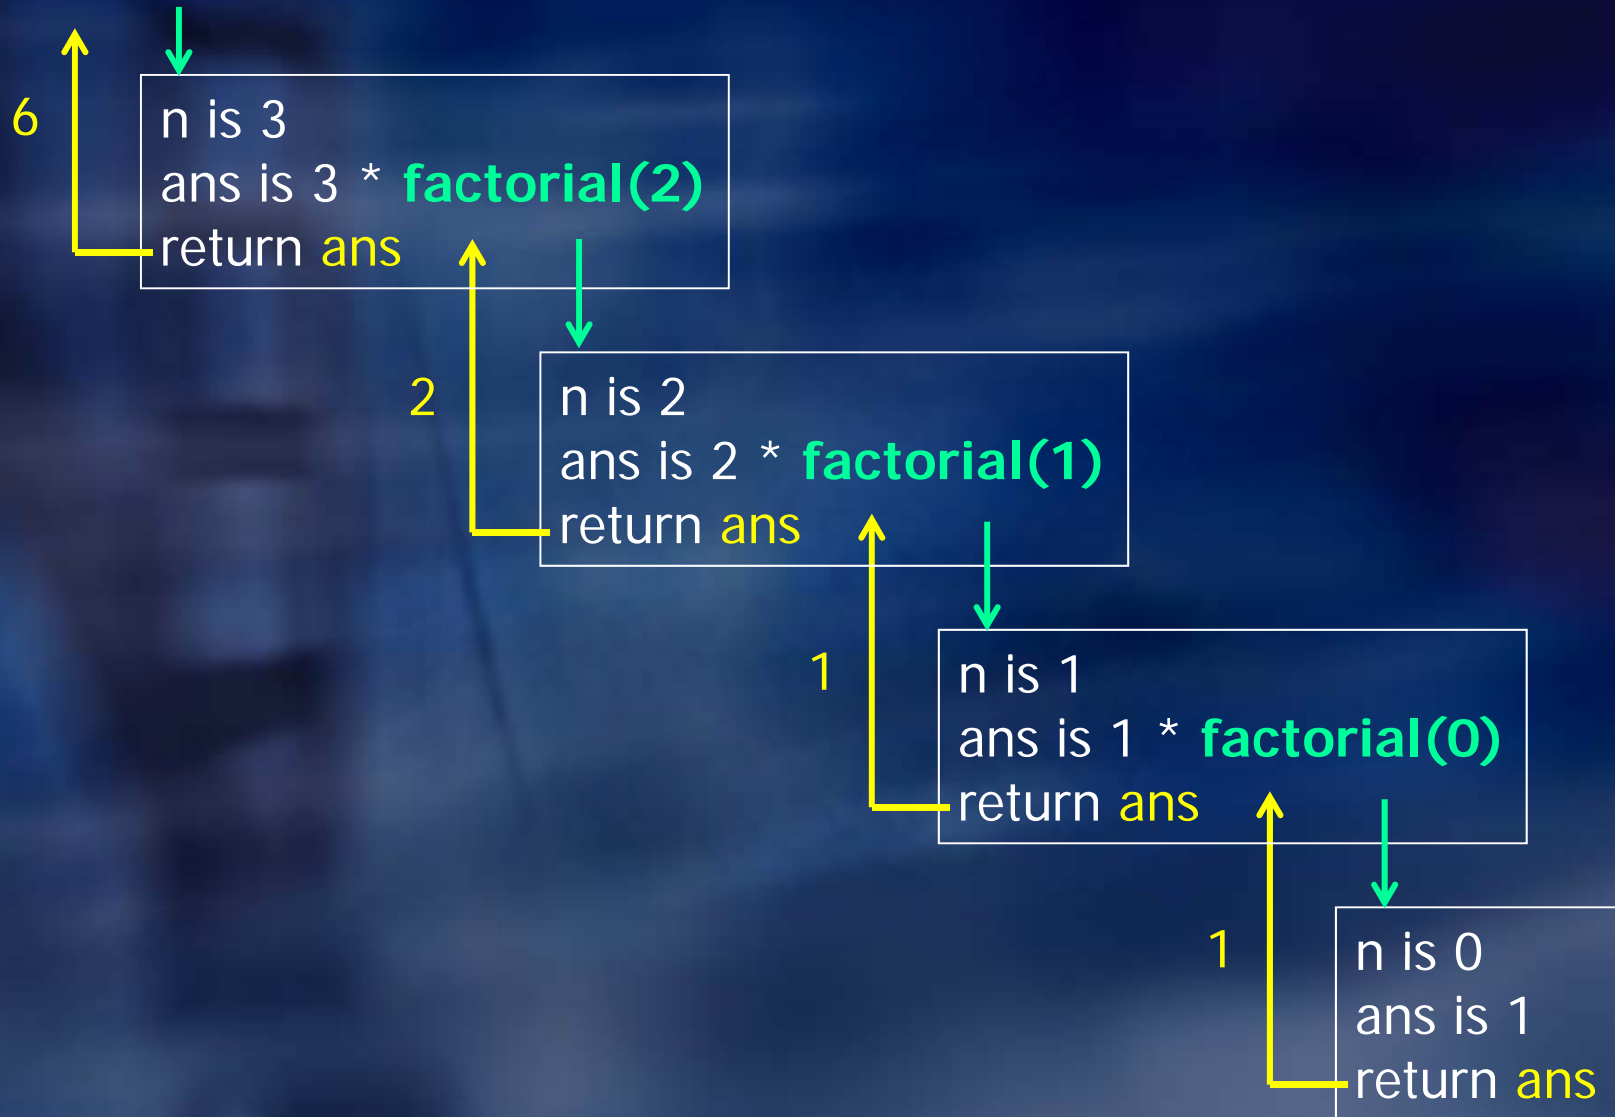 6
n is 3
ans is 3 * factorial(2)
return ans
2
n is 2
ans is 2 * factorial(1)
return ans
1
n is 1
ans is 1 * factorial(0)
return ans
1
n is 0
ans is 1
return ans